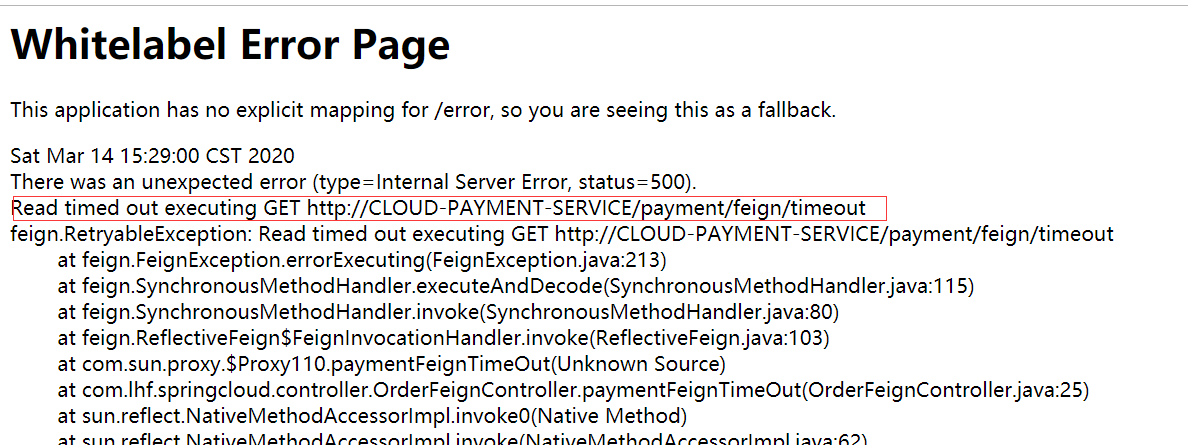 Whitelabel Error Page
This application has no explicit mapping for /error, so you are seeing this as a fallback.
Sat Mar 14 15:29:00 CST 2020
There was an unexpected error (type=Internal Server Error, status=500).
Read timed out executing GET http://CLOUD-PAYMENT-SERVICE/payment/feign/timeout
feign.RetryableException: Read timed out executing GET http://CLOUD-PAYMENT-SERVICE/payment/feign/timeout
at feign.FeignException.errorExecuting(FeignException.java:213)
at feign.SynchronousMethodHandler.executeAndDecode(SynchronousMethodHandler.java:115)
at feign.SynchronousMethodHandler.invoke(SynchronousMethodHandler.java:80)
at feign.ReflectiveFeign$FeignInvocationHandler.invoke(ReflectiveFeign.java:103)
at com.sun.proxy.$Proxy110.paymentFeignTimeOut(Unknown Source)
at com.lhf.springcloud.controller.OrderFeignController.paymentFeignTimeOut(OrderFeignController.java:25)
at sun.reflect.NativeMethodAccessorImpl.invoke0(Native Method)
at sun.reflect.NativeMethodAccessorImpl.invoke(NativeMethodAccessorImpl.java:62)